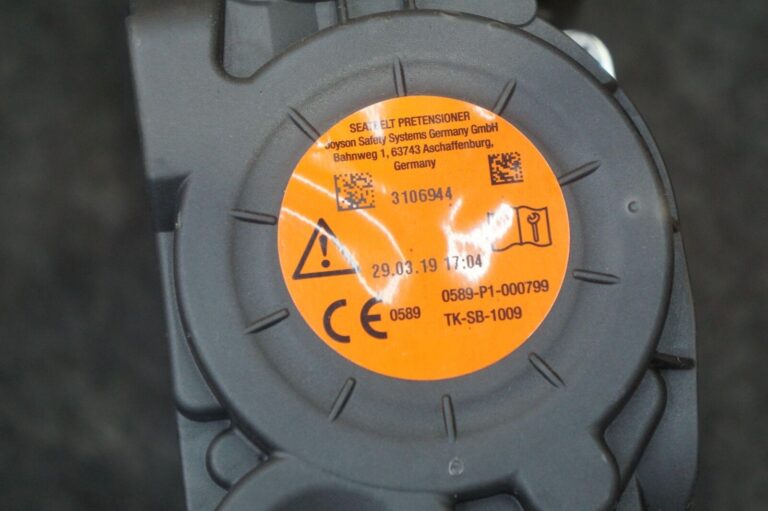 SEATBELT PRETENSIONER
Joyson Safety Systems Germany GmbH
Bahnweg 1, 63743 Aschaffenburg,
Germany
3106944
29.03.19 17:04
0589-P1-000799
CE 0589
TK-SB-1009